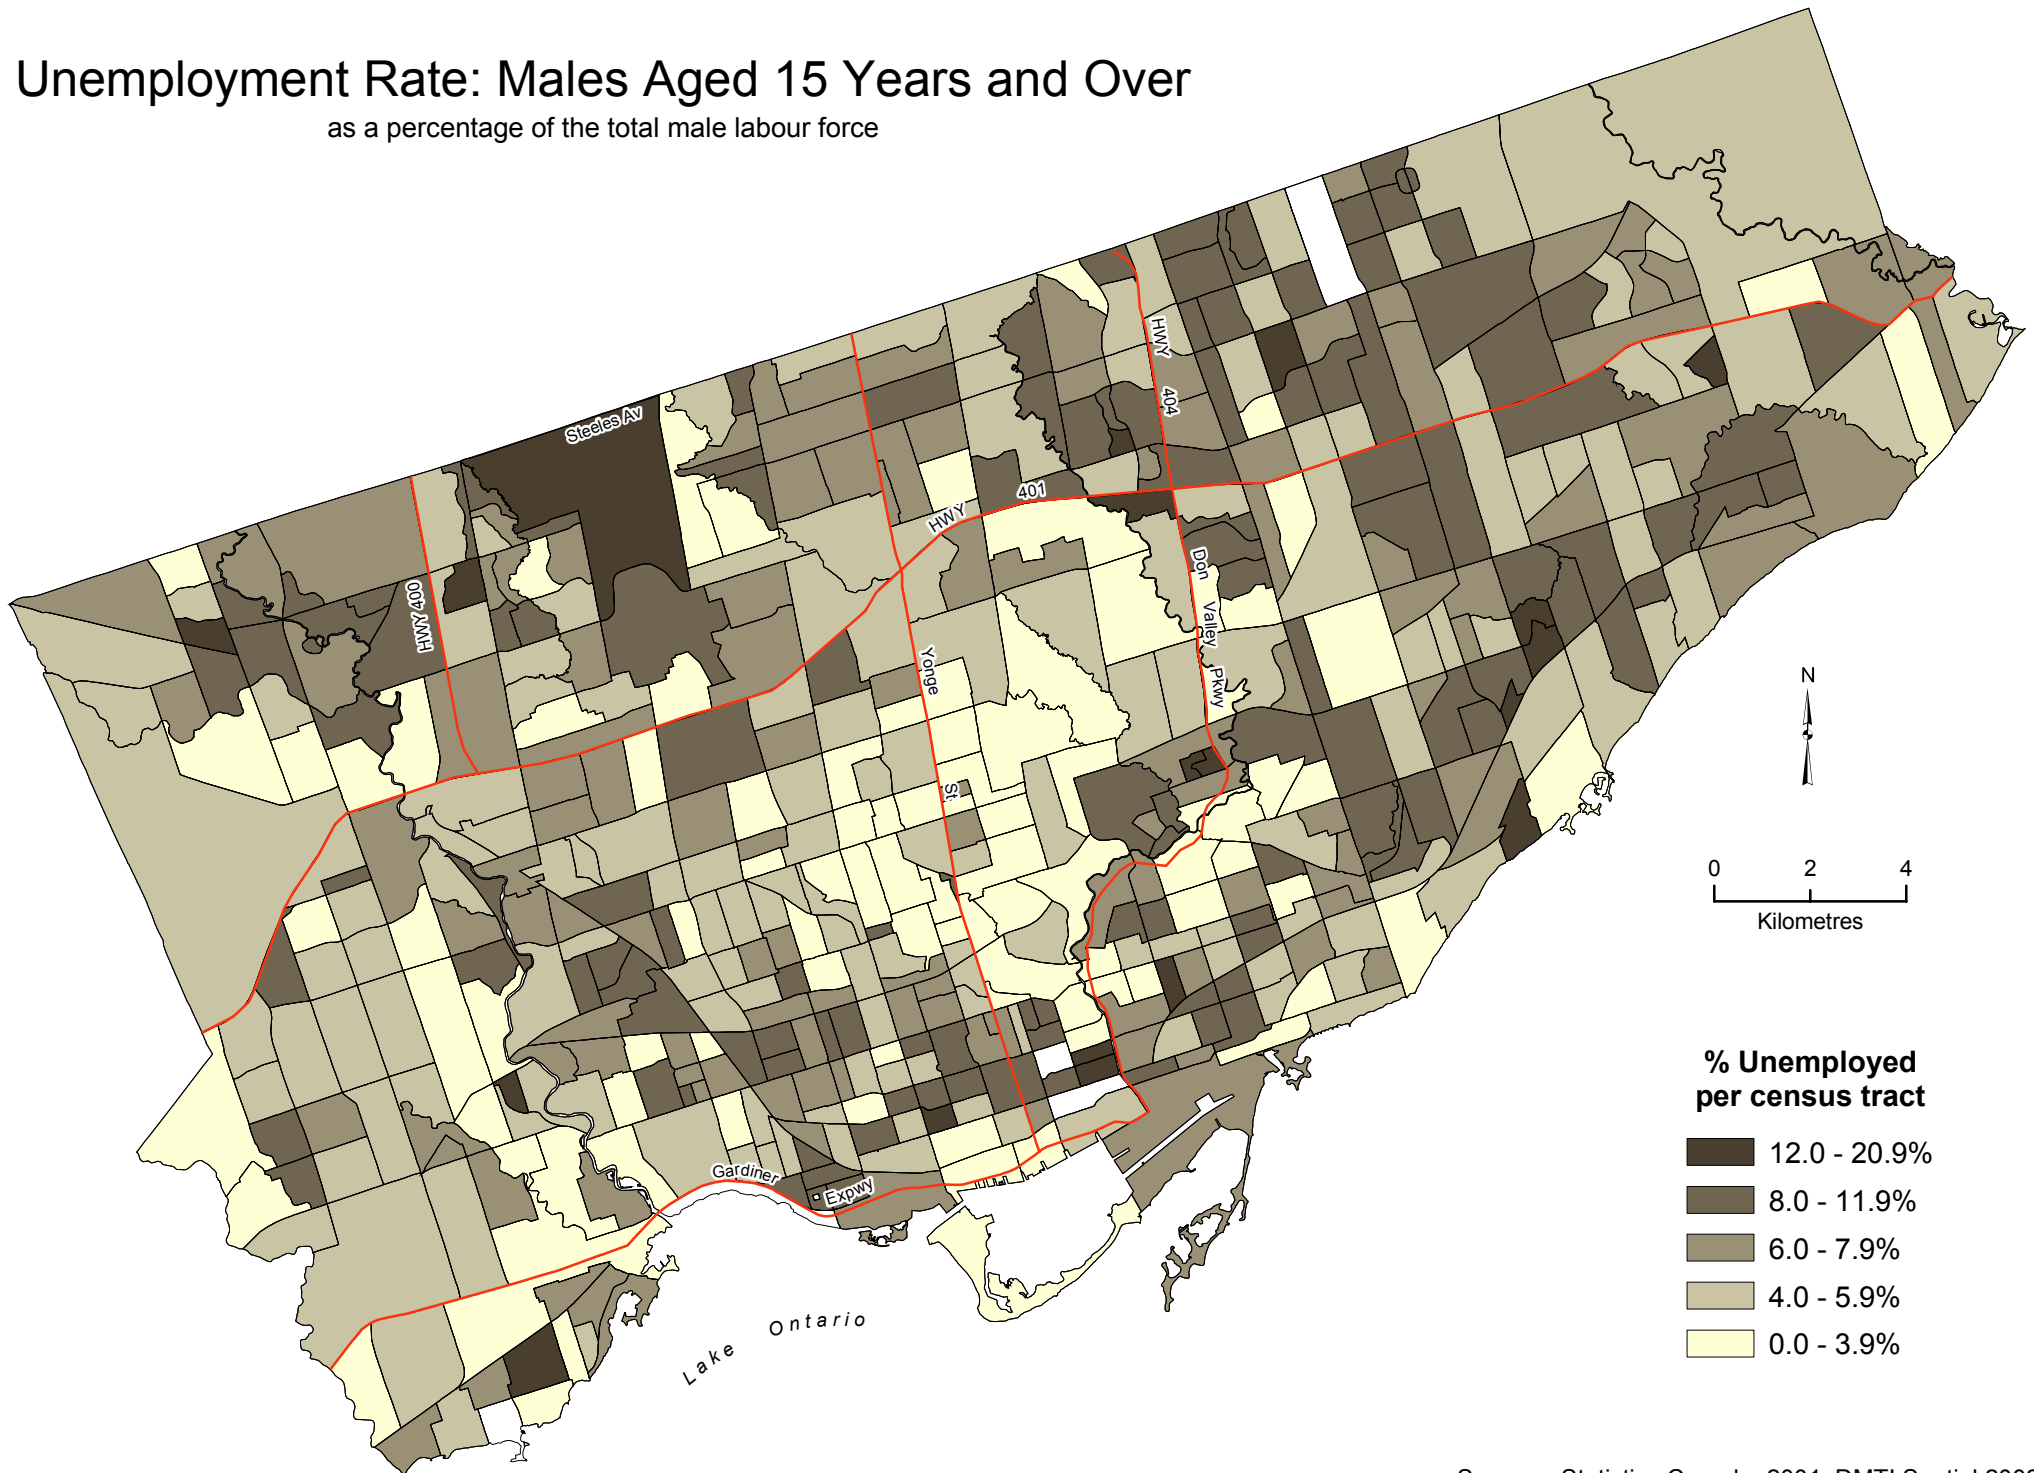 Unemployment Rate: Males Aged 15 Years and Over
as a percentage of the total male labour force
Steeles Av
HWY 400
HWY
404
HWY
401
Don
Valley
Pkwy
Yonge
St.
Gardiner
Expwy
Lake Ontario
N
0 2 4
Kilometres
% Unemployed
per census tract
12.0 - 20.9%
8.0 - 11.9%
6.0 - 7.9%
4.0 - 5.9%
0.0 - 3.9%